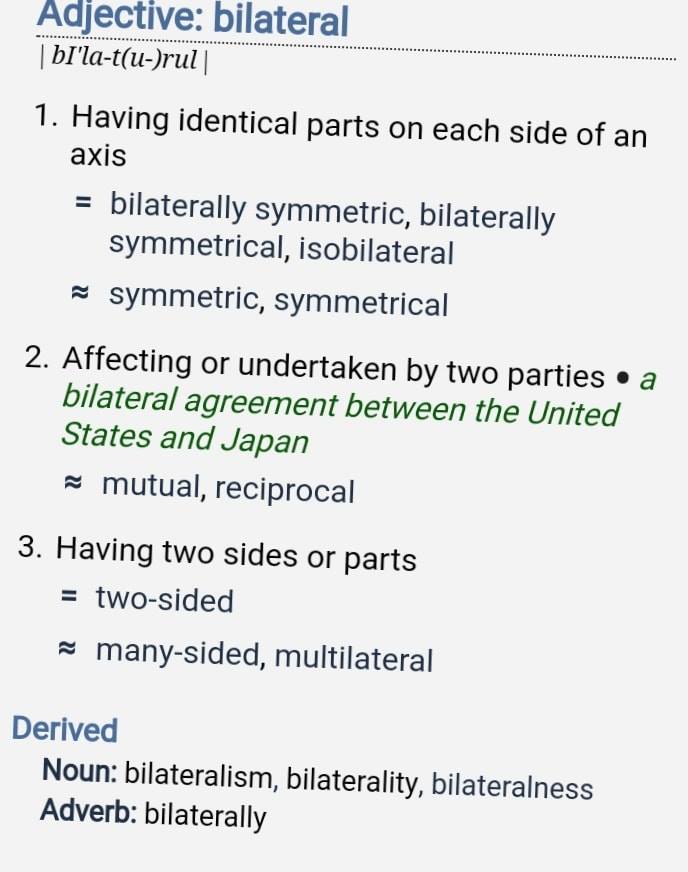 Adjective: bilateral
| bI'la-t(u-)rul |
1. Having identical parts on each side of an
axis
= bilaterally symmetric, bilaterally
symmetrical, isobilateral
≈ symmetric, symmetrical
2. Affecting or undertaken by two parties • a
bilateral agreement between the United
States and Japan
≈ mutual, reciprocal
3. Having two sides or parts
= two-sided
≈ many-sided, multilateral
Derived
Noun: bilateralism, bilaterality, bilateralness
Adverb: bilaterally